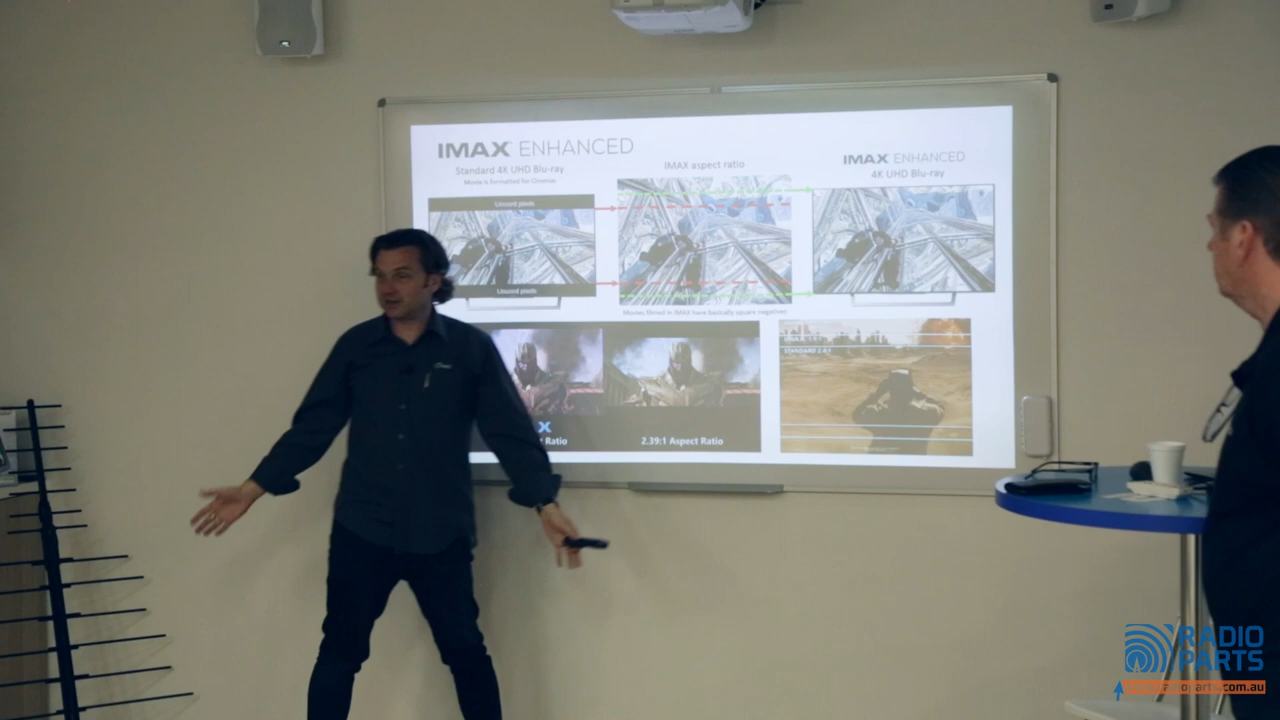 IMAX ENHANCED
Standard 4K UHD Blu-ray
Movie is formatted for Cinemas
Unused pixels
Unused pixels
IMAX aspect ratio
Movies filmed in IMAX have basically square negatives
IMAX ENHANCED
4K UHD Blu-ray
X
Ratio
2.39:1 Aspect Ratio
STANDARD 2.4:1
RADIO
PARTS
.com.au